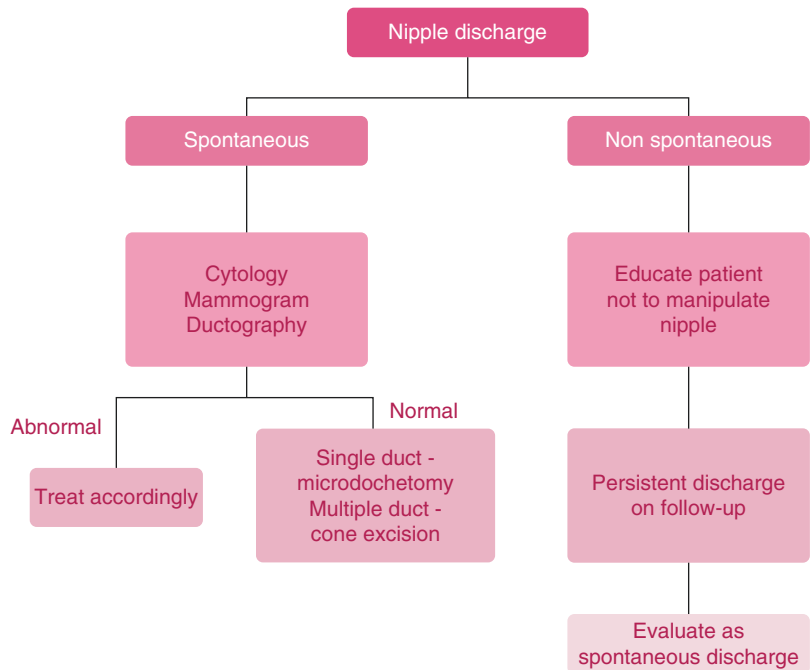 Nipple discharge
Spontaneous
Non spontaneous
Cytology
Mammogram
Ductography
Educate patient
not to manipulate
nipple
Abnormal
Normal
Treat accordingly
Single duct -
microdochetomy
Multiple duct -
cone excision
Persistent discharge
on follow-up
Evaluate as
spontaneous discharge